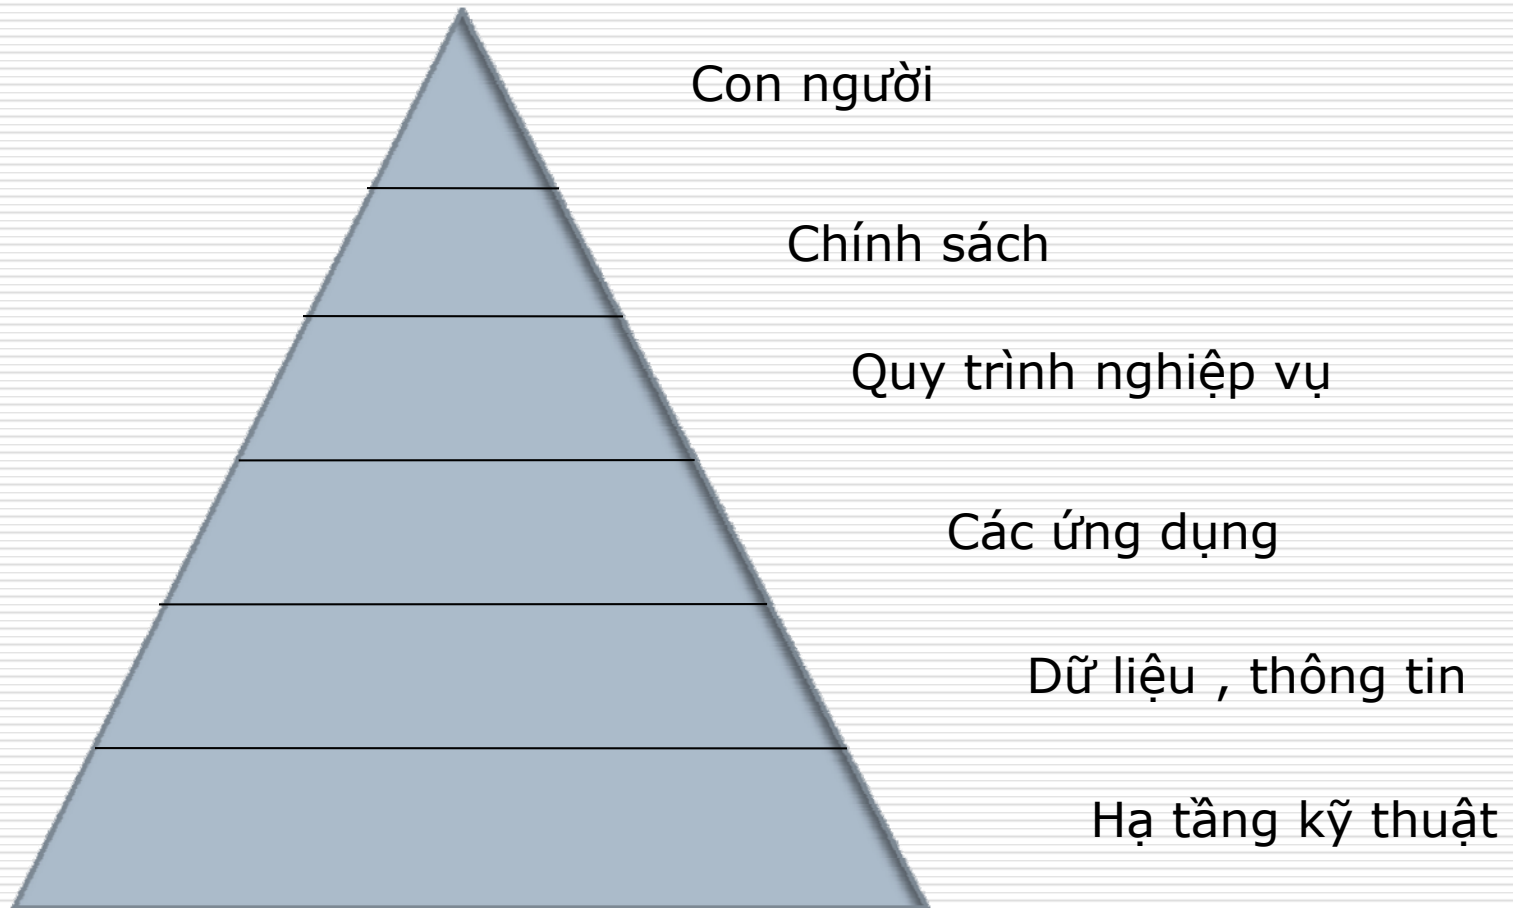 Con người
Chính sách
Quy trình nghiệp vụ
Các ứng dụng
Dữ liệu , thông tin
Hạ tầng kỹ thuật